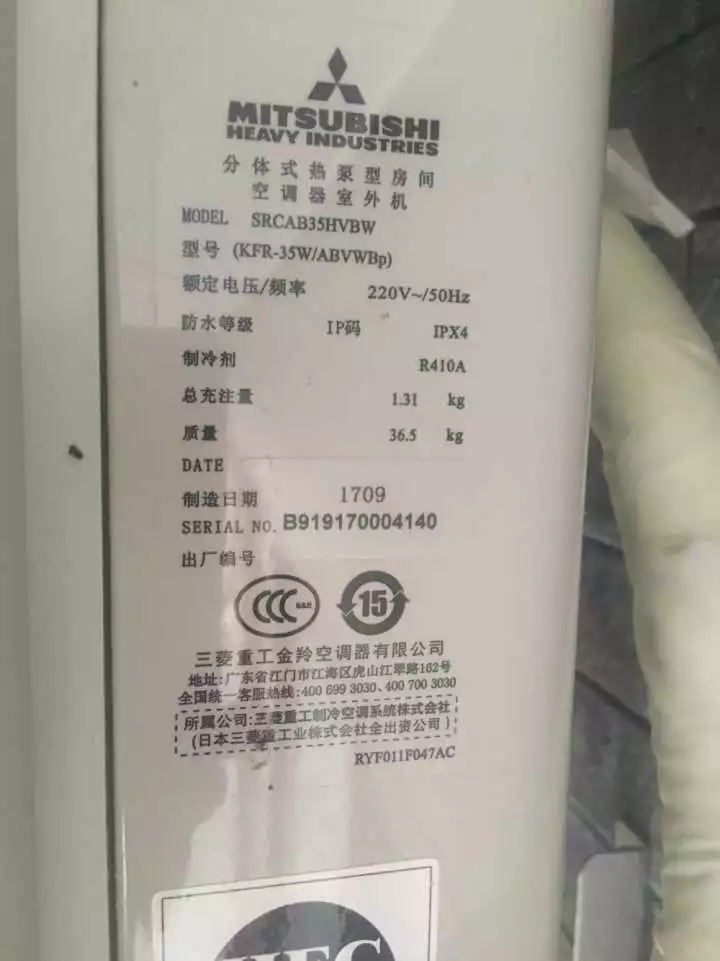 MITSUBISHI
HEAVY INDUSTRIES
分体式热泵型房间
空调器室外机
MODEL SRCAB35HVBW
型号 (KFR-35W/ABVWBp)
额定电压/频率 220V~/50Hz
防水等级 IP码 IPX4
制冷剂 R410A
总充注量 1.31 kg
质量 36.5 kg
DATE
制造日期 1709
SERIAL NO. B919170004140
出厂编号
CCC S&E
15
三菱重工金羚空调器有限公司
地址:广东省江门市江海区虎山江翠路162号
全国统一客服热线:400 699 3030、400 700 3030
所属公司:三菱重工制冷空调系统株式会社
(日本三菱重工业株式会社全出资公司)
RYF011F047AC